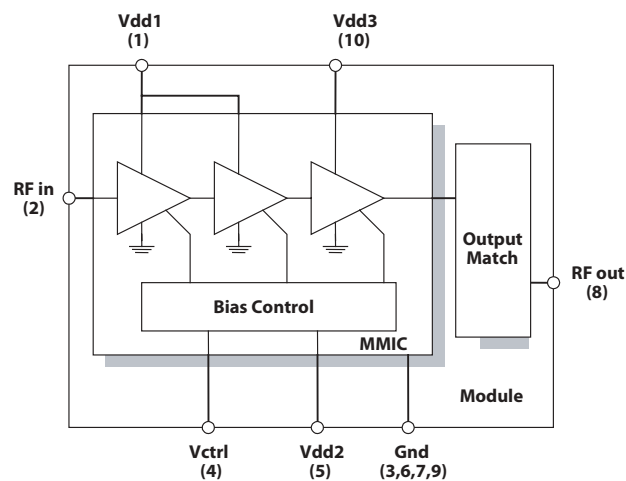 Vdd1
(1)
Vdd3
(10)
RF in
(2)
Output
Match
RF out
(8)
Bias Control
MMIC
Module
Vctrl
(4)
Vdd2
(5)
Gnd
(3,6,7,9)